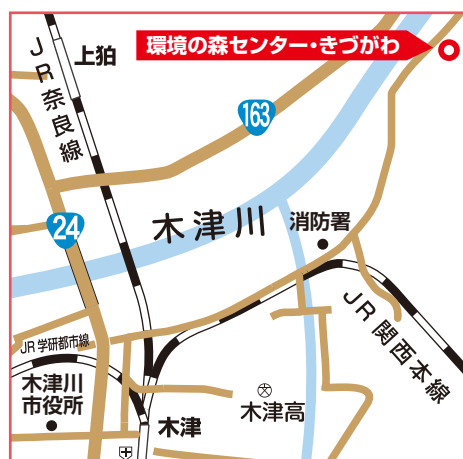 環境の森センター・きづがわ
上狛
JR奈良線
163
24
木津川
消防署
JR関西本線
JR学研都市線
木津川
市役所
木津
文
木津高